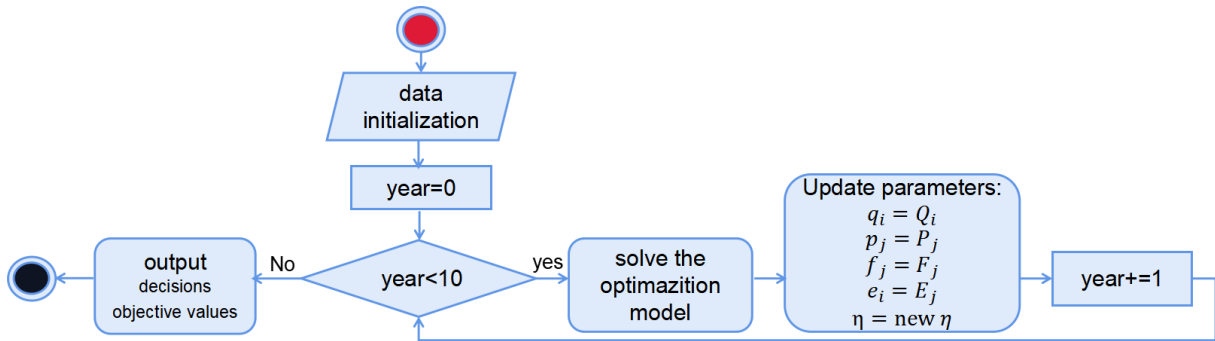 data
initialization
year=0
year<10
yes
No
solve the
optimazition
model
Update parameters:
q_i = Q_i
p_j = P_j
f_j = F_j
e_i = E_j
η = new η
year+=1
output
decisions
objective values